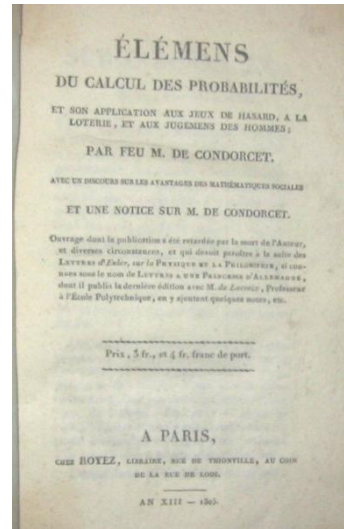 ÉLÉMENS
DU CALCUL DES PROBABILITÉS,
ET SON APPLICATION AUX JEUX DE HASARD, A LA
LOTERIE, ET AUX JUGEMENS DES HOMMES;
PAR FEU M. DE CONDORCET.
AVEC UN DISCOURS SUR LES AVANTAGES DES MATHÉMATIQUES SOCIALES
ET UNE NOTICE SUR M. DE CONDORCET.
Ouvrage dont la publication a été retardée par la mort de l'Auteur,
et diverses circonstances, et qui devoit paroître à la suite des
LETTRES d'Euler, sur la PHYSIQUE ET LA PHILOSOPHIE, si con-
nues sous le nom de LETTRES A UNE PRINCESSE D'ALLEMAGNE,
dont il publia la dernière édition avec M. de Lacroix, Professeur
à l'École Polytechnique, en y ajoutant quelques notes, etc.
Prix, 3 fr., et 4 fr. franc de port.
A PARIS,
CHEZ ROYEZ, LIBRAIRE, RUE DE THIONVILLE, AU COIN
DE LA RUE DE LODI.
AN XIII — 1805.